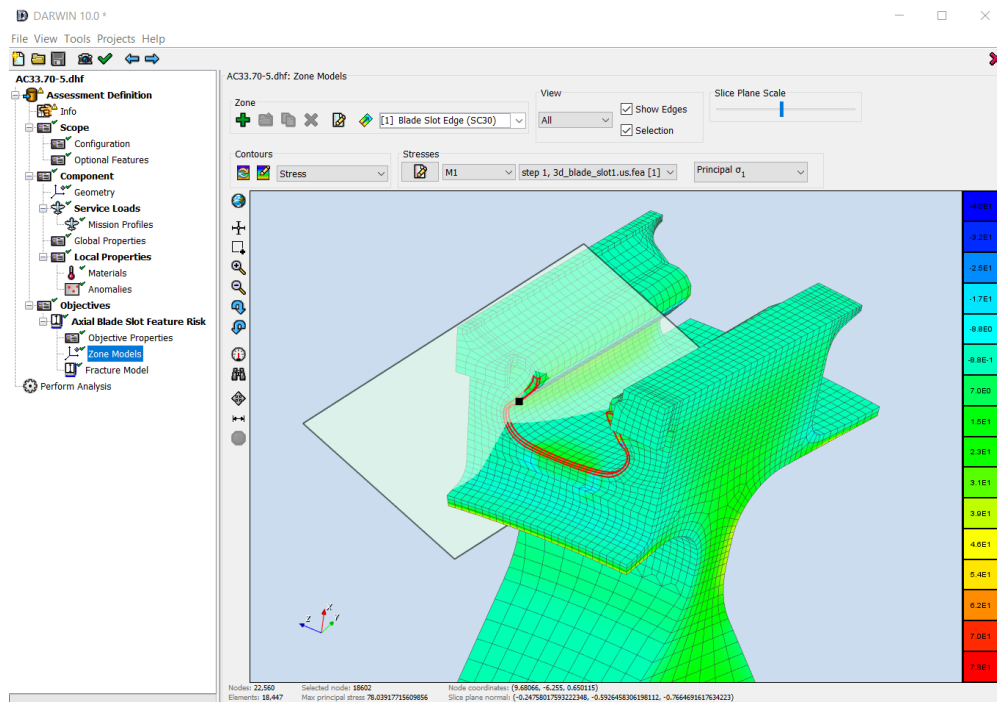 DARWIN 10.0 *
File View Tools Projects Help
AC33.70-5.dhf
Assessment Definition
Info
Scope
Configuration
Optional Features
Component
Geometry
Service Loads
Mission Profiles
Global Properties
Local Properties
Materials
Anomalies
Objectives
Axial Blade Slot Feature Risk
Objective Properties
Zone Models
Fracture Model
Perform Analysis
AC33.70-5.dhf: Zone Models
Zone
[1] Blade Slot Edge (SC30)
View
All
Show Edges
Selection
Slice Plane Scale
Contours
Stress
Stresses
M1
step 1, 3d_blade_slot1.us.fea [1]
Principal σ1
-3.2E1
-2.5E1
-1.7E1
-8.8E0
-8.8E-1
7.0E0
1.5E1
2.3E1
3.1E1
3.9E1
4.6E1
5.4E1
6.2E1
7.0E1
7.8E1
X
Y
Z
Nodes: 22,560 Selected node: 18602 Node coordinates: (9.68066, -6.255, 0.650115)
Elements: 18,447 Max principal stress 78.03917715609856 Slice plane normal: (-0.24758017593222348, -0.5926458306198112, -0.7664691617634223)